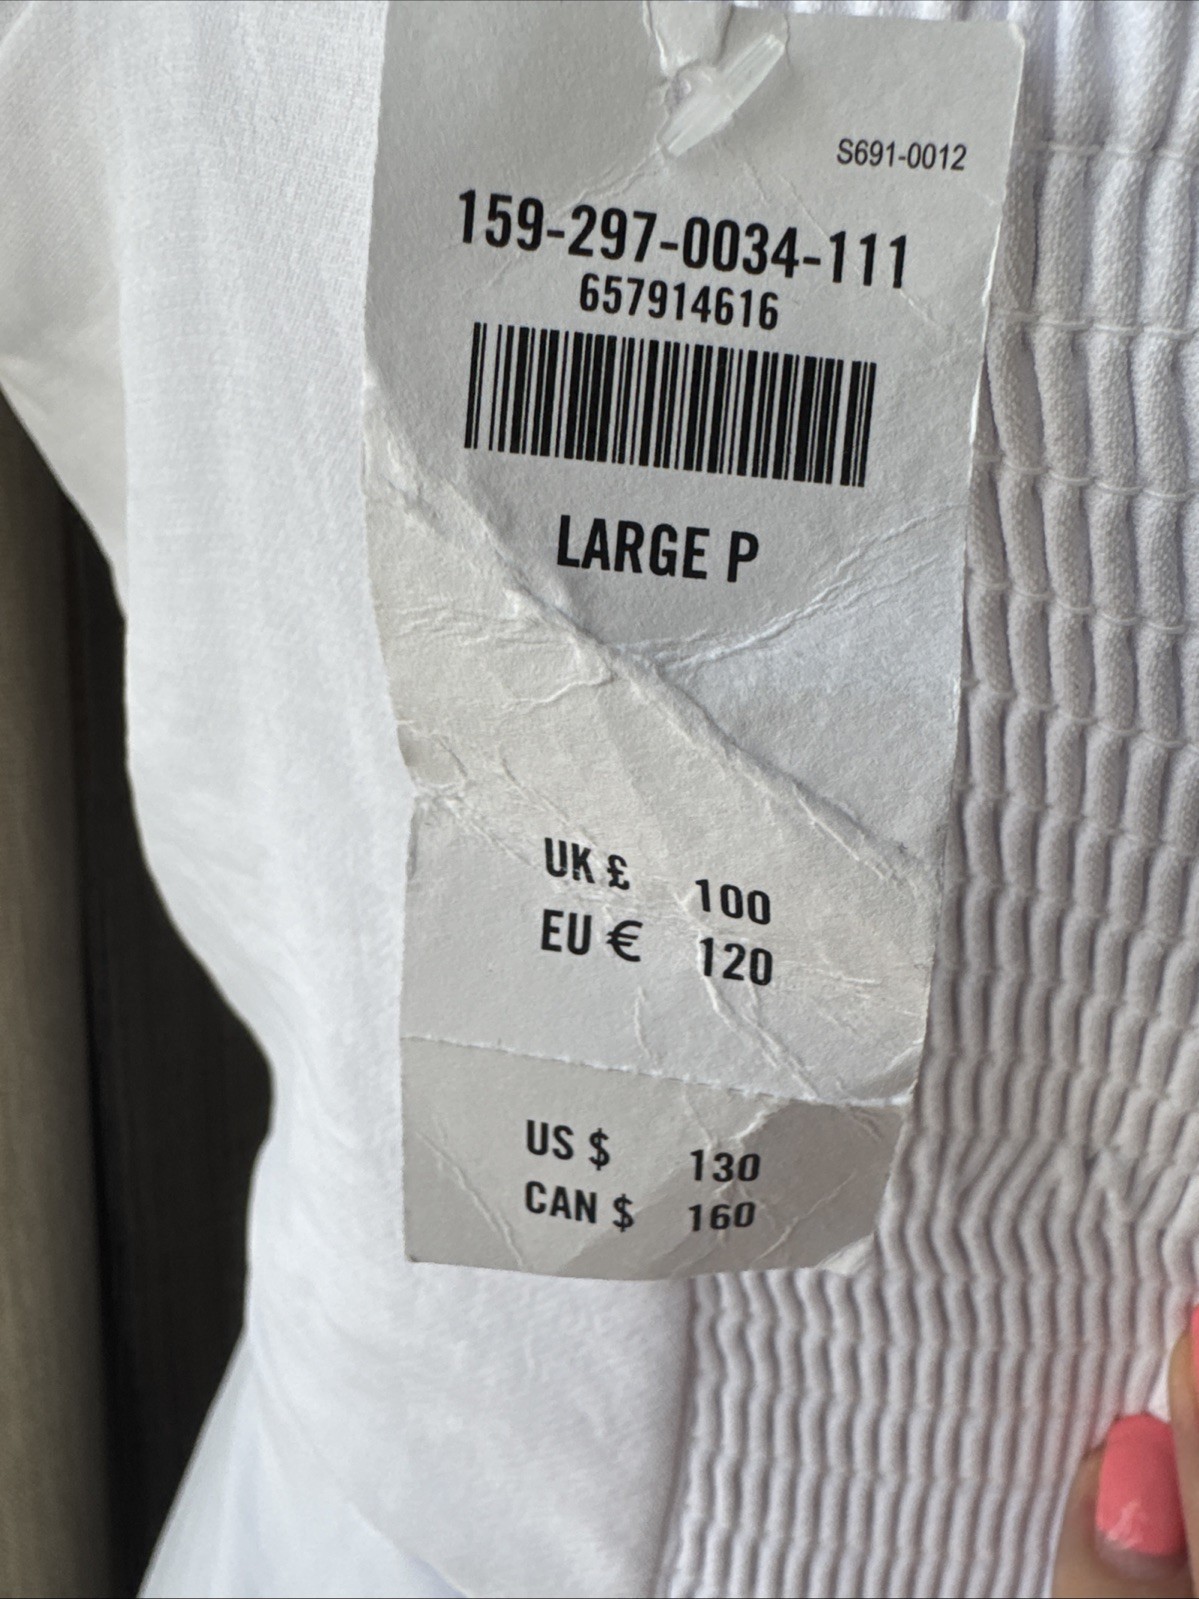 S691-0012
159-297-0034-111
657914616
LARGE P
UK £ 100
EU € 120
US $ 130
CAN $ 160